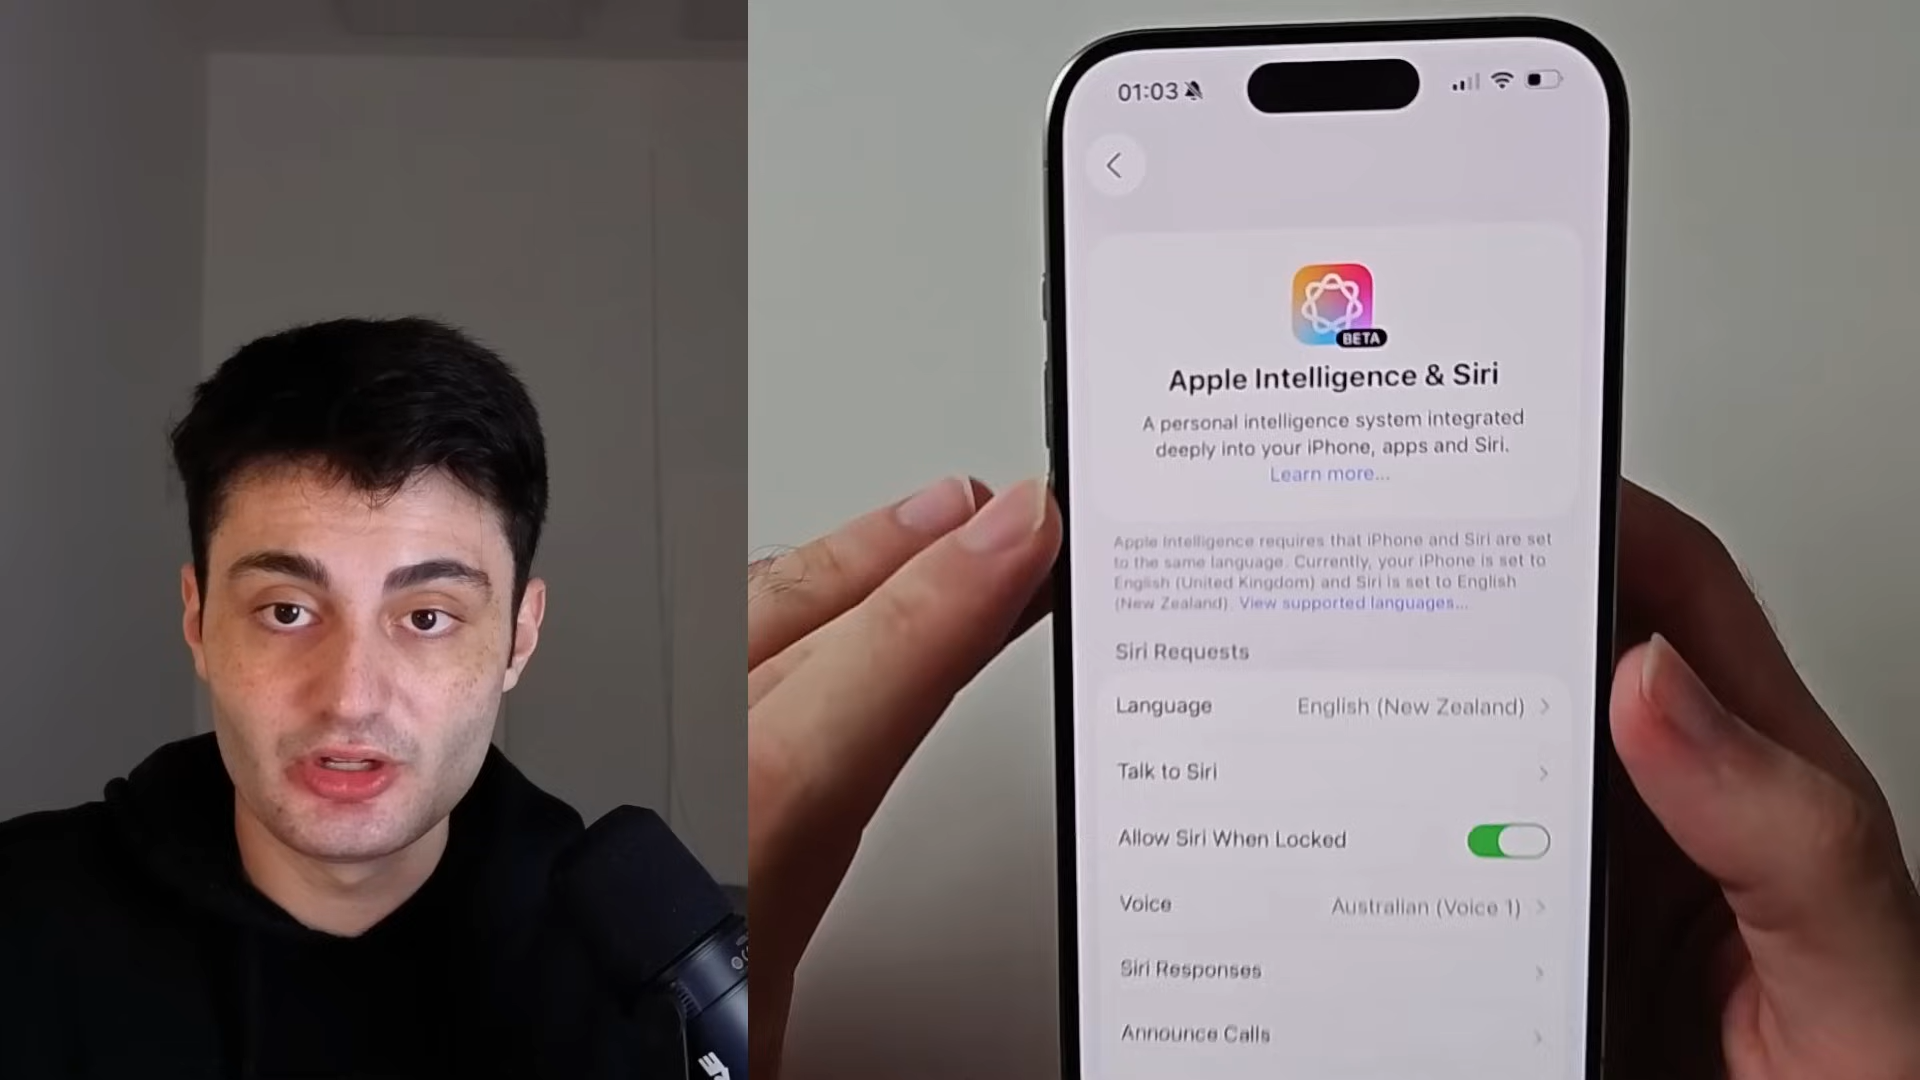 01:03
BETA
Apple Intelligence & Siri
A personal intelligence system integrated
deeply into your iPhone, apps and Siri.
Learn more...
Apple Intelligence requires that iPhone and Siri are set
to the same language. Currently, your iPhone is set to
English (United Kingdom) and Siri is set to English
(New Zealand). View supported languages...
Siri Requests
Language English (New Zealand)
Talk to Siri
Allow Siri When Locked
Voice Australian (Voice 1)
Siri Responses
Announce Calls